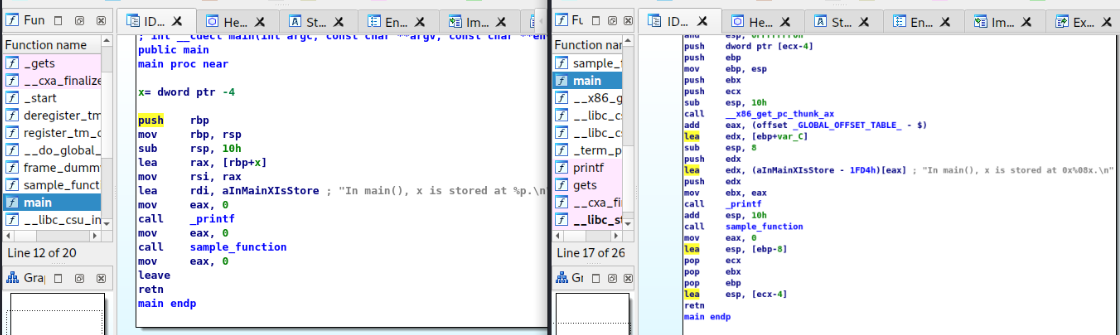 Fun
ID...
He...
St...
En...
Im...
Function name
_gets
__cxa_finalize
_start
deregister_tm_
register_tm_c
__do_global_
frame_dumm
sample_funct
main
__libc_csu_in
Line 12 of 20
Gra
; int __cdecl main(int argc, const char **argv, const char **en
public main
main proc near
x= dword ptr -4
push rbp
mov rbp, rsp
sub rsp, 10h
lea rax, [rbp+x]
mov rsi, rax
lea rdi, aInMainXIsStore ; "In main(), x is stored at %p.\n"
mov eax, 0
call _printf
mov eax, 0
call sample_function
mov eax, 0
leave
retn
main endp
Fu
ID...
He...
St...
En...
Im...
Ex...
Function nar
sample_
main
__x86_g
__libc_c
__libc_c
_term_p
printf
gets
__cxa_fi
__libc_st
Line 17 of 26
Gr
push dword ptr [ecx-4]
push ebp
mov ebp, esp
push ebx
push ecx
sub esp, 10h
call __x86_get_pc_thunk_ax
add eax, (offset _GLOBAL_OFFSET_TABLE_ - $)
lea edx, [ebp+var_C]
sub esp, 8
push edx
lea edx, (aInMainXIsStore - 1FD4h)[eax] ; "In main(), x is stored at 0x%08x.\n"
push edx
mov ebx, eax
call _printf
add esp, 10h
call sample_function
mov eax, 0
lea esp, [ebp-8]
pop ecx
pop ebx
pop ebp
lea esp, [ecx-4]
retn
main endp